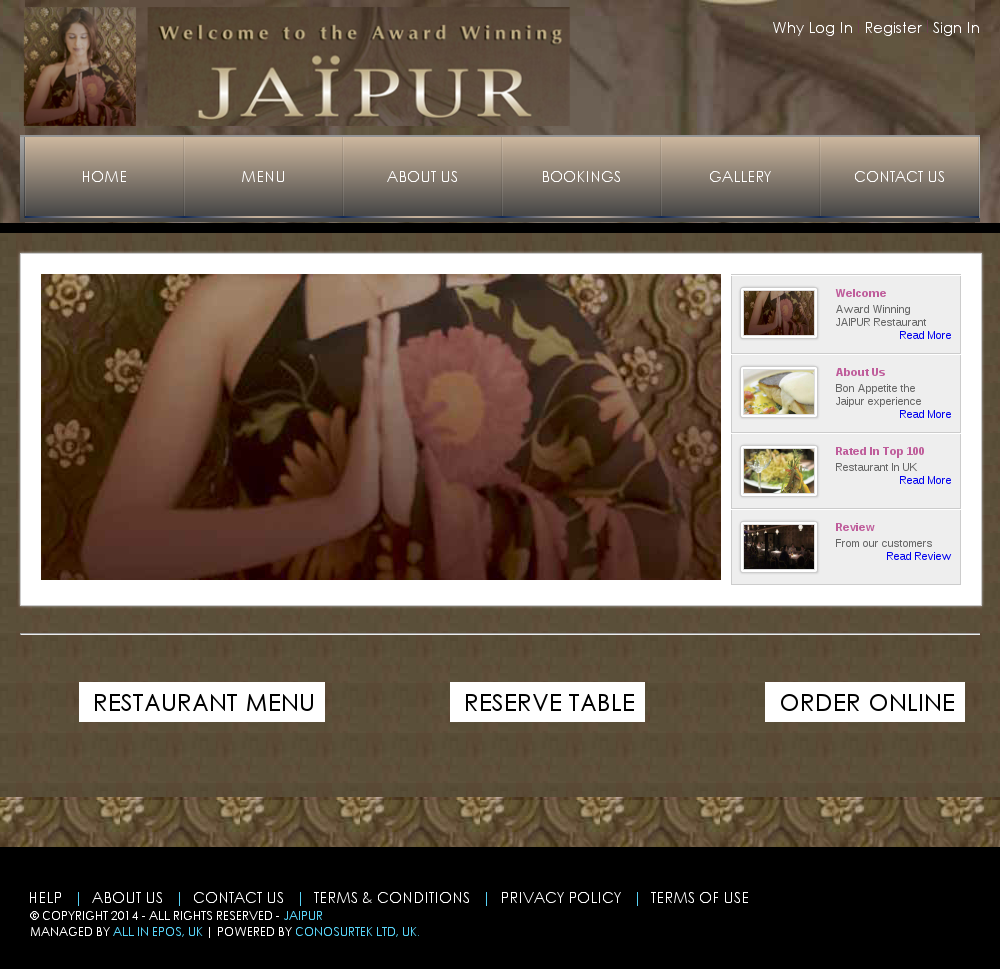 Welcome to the Award Winning
JAÏPUR
Why Log In Register Sign In
HOME MENU ABOUT US BOOKINGS GALLERY CONTACT US
Welcome
Award Winning
JAIPUR Restaurant
Read More
About Us
Bon Appetite the
Jaipur experience
Read More
Rated In Top 100
Restaurant In UK
Read More
Review
From our customers
Read Review
RESTAURANT MENU RESERVE TABLE ORDER ONLINE
HELP | ABOUT US | CONTACT US | TERMS & CONDITIONS | PRIVACY POLICY | TERMS OF USE
© COPYRIGHT 2014 - ALL RIGHTS RESERVED - JAIPUR
MANAGED BY ALL IN EPOS, UK | POWERED BY CONOSURTEK LTD, UK.